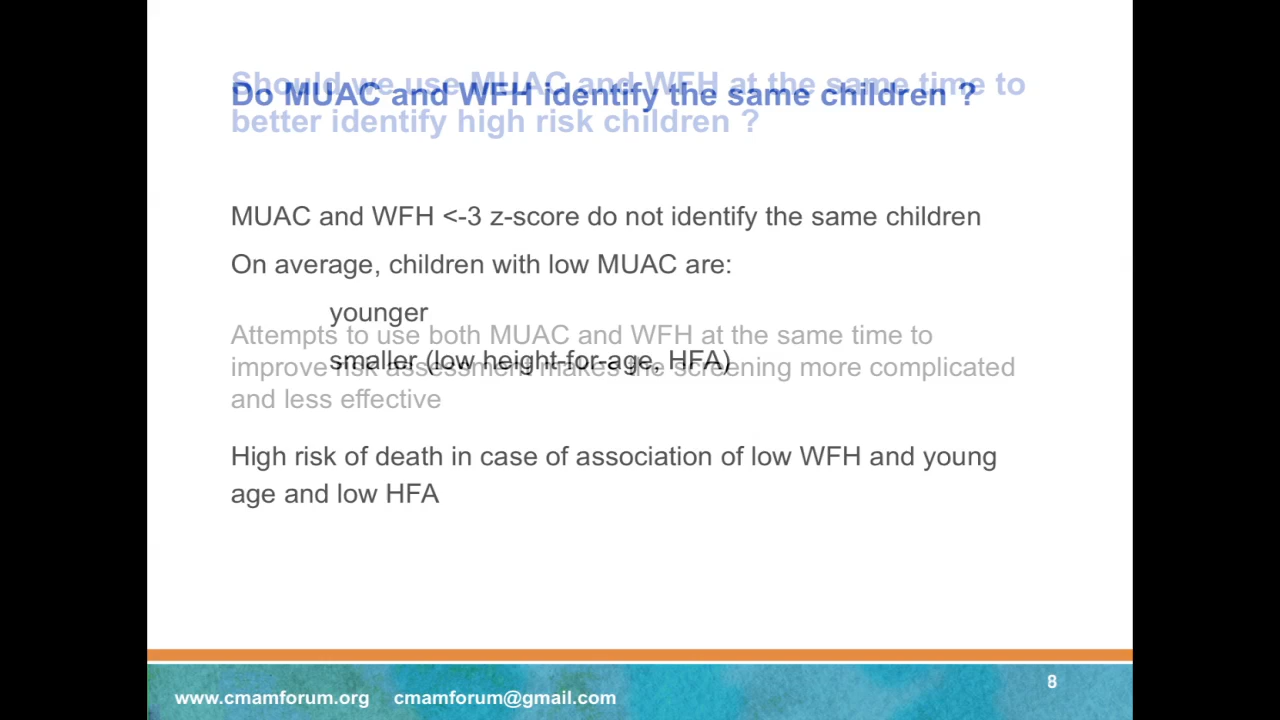 Should we use MUAC and WFH at the same time to
better identify high risk children ?
Do MUAC and WFH identify the same children ?
MUAC and WFH <-3 z-score do not identify the same children
On average, children with low MUAC are:
younger
smaller (low height-for-age, HFA)
Attempts to use both MUAC and WFH at the same time to
improve risk assessment makes the screening more complicated
and less effective
High risk of death in case of association of low WFH and young
age and low HFA
www.cmamforum.org cmamforum@gmail.com
8